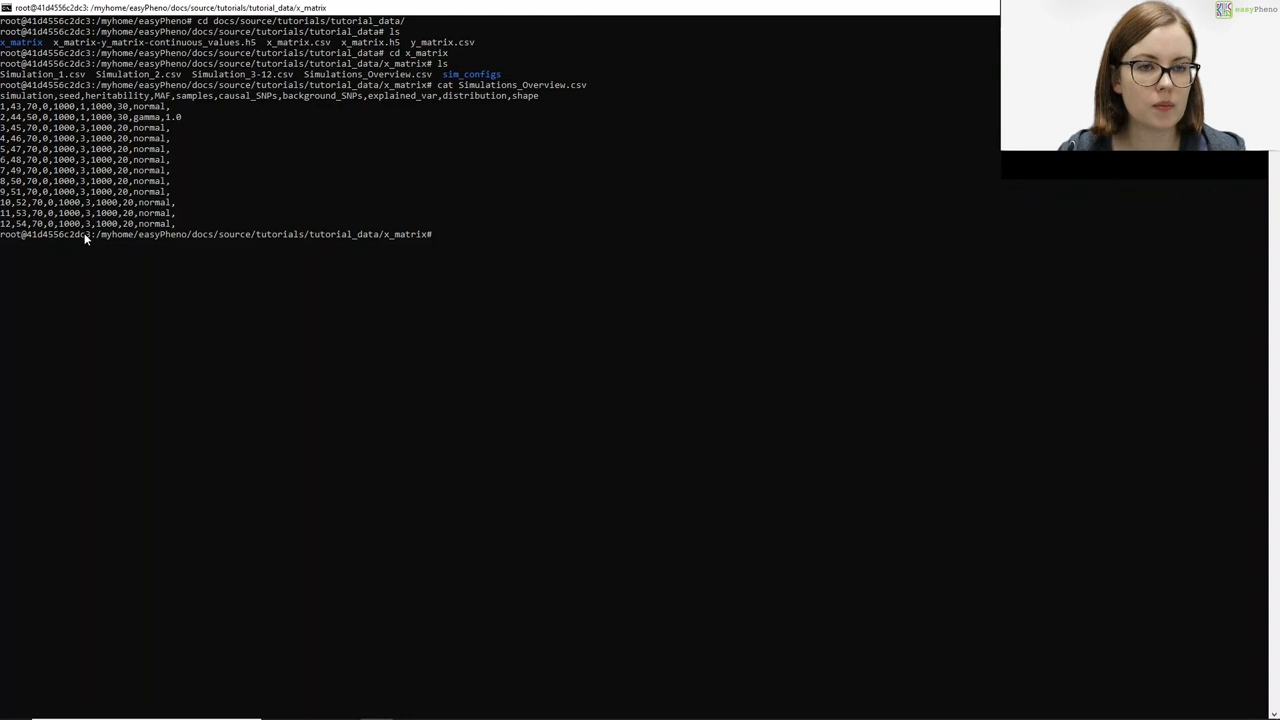 root@41d4556c2dc3: /myhome/easyPheno/docs/source/tutorials/tutorial_data/x_matrix
easyPheno
root@41d4556c2dc3:/myhome/easyPheno# cd docs/source/tutorials/tutorial_data/
root@41d4556c2dc3:/myhome/easyPheno/docs/source/tutorials/tutorial_data# ls
x_matrix  x_matrix-y_matrix-continuous_values.h5  x_matrix.csv  x_matrix.h5  y_matrix.csv
root@41d4556c2dc3:/myhome/easyPheno/docs/source/tutorials/tutorial_data# cd x_matrix
root@41d4556c2dc3:/myhome/easyPheno/docs/source/tutorials/tutorial_data/x_matrix# ls
Simulation_1.csv  Simulation_2.csv  Simulation_3-12.csv  Simulations_Overview.csv  sim_configs
root@41d4556c2dc3:/myhome/easyPheno/docs/source/tutorials/tutorial_data/x_matrix# cat Simulations_Overview.csv
simulation,seed,heritability,MAF,samples,causal_SNPs,background_SNPs,explained_var,distribution,shape
1,43,70,0,1000,1,1000,30,normal,
2,44,50,0,1000,1,1000,30,gamma,1.0
3,45,70,0,1000,3,1000,20,normal,
4,46,70,0,1000,3,1000,20,normal,
5,47,70,0,1000,3,1000,20,normal,
6,48,70,0,1000,3,1000,20,normal,
7,49,70,0,1000,3,1000,20,normal,
8,50,70,0,1000,3,1000,20,normal,
9,51,70,0,1000,3,1000,20,normal,
10,52,70,0,1000,3,1000,20,normal,
11,53,70,0,1000,3,1000,20,normal,
12,54,70,0,1000,3,1000,20,normal,
root@41d4556c2dc3:/myhome/easyPheno/docs/source/tutorials/tutorial_data/x_matrix#